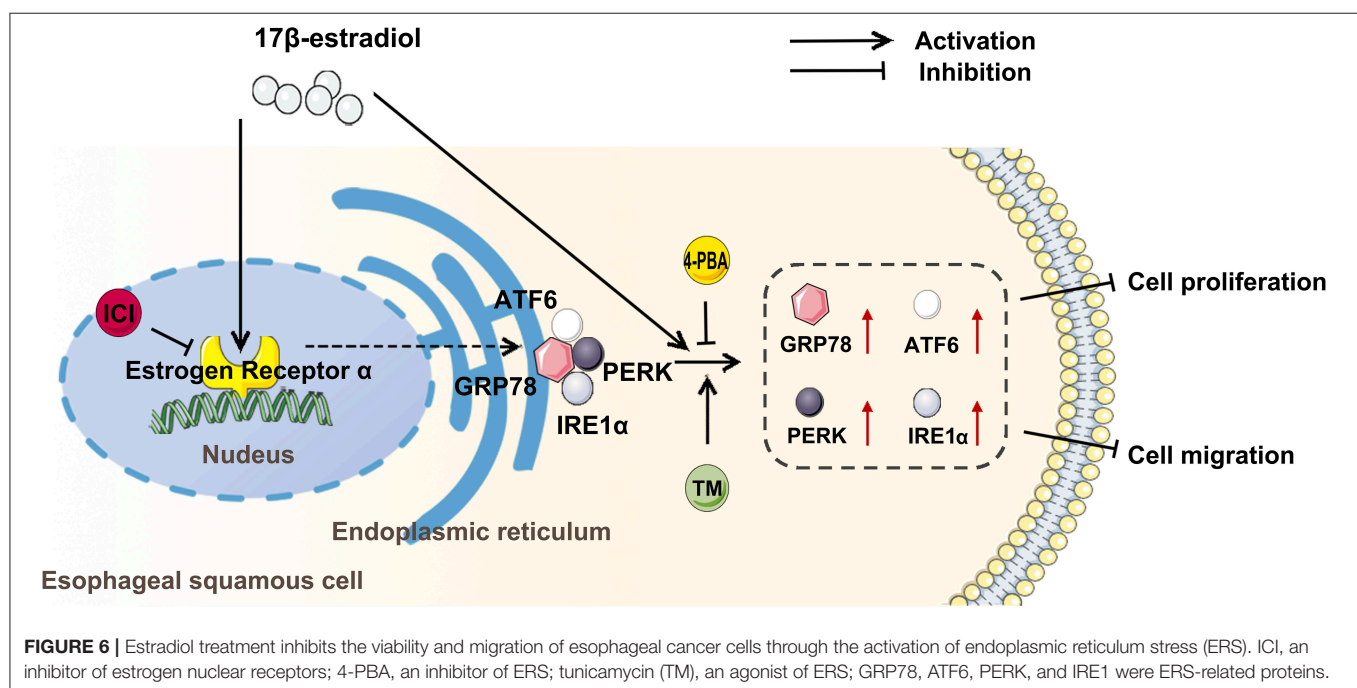 17β-estradiol
Activation
Inhibition
4-PBA
ATF6
ICI
Cell proliferation
GRP78
ATF6
Estrogen Receptor α
PERK
GRP78
IRE1α
PERK
IRE1α
Nudeus
Cell migration
TM
Endoplasmic reticulum
Esophageal squamous cell
FIGURE 6 | Estradiol treatment inhibits the viability and migration of esophageal cancer cells through the activation of endoplasmic reticulum stress (ERS). ICI, an
inhibitor of estrogen nuclear receptors; 4-PBA, an inhibitor of ERS; tunicamycin (TM), an agonist of ERS; GRP78, ATF6, PERK, and IRE1 were ERS-related proteins.